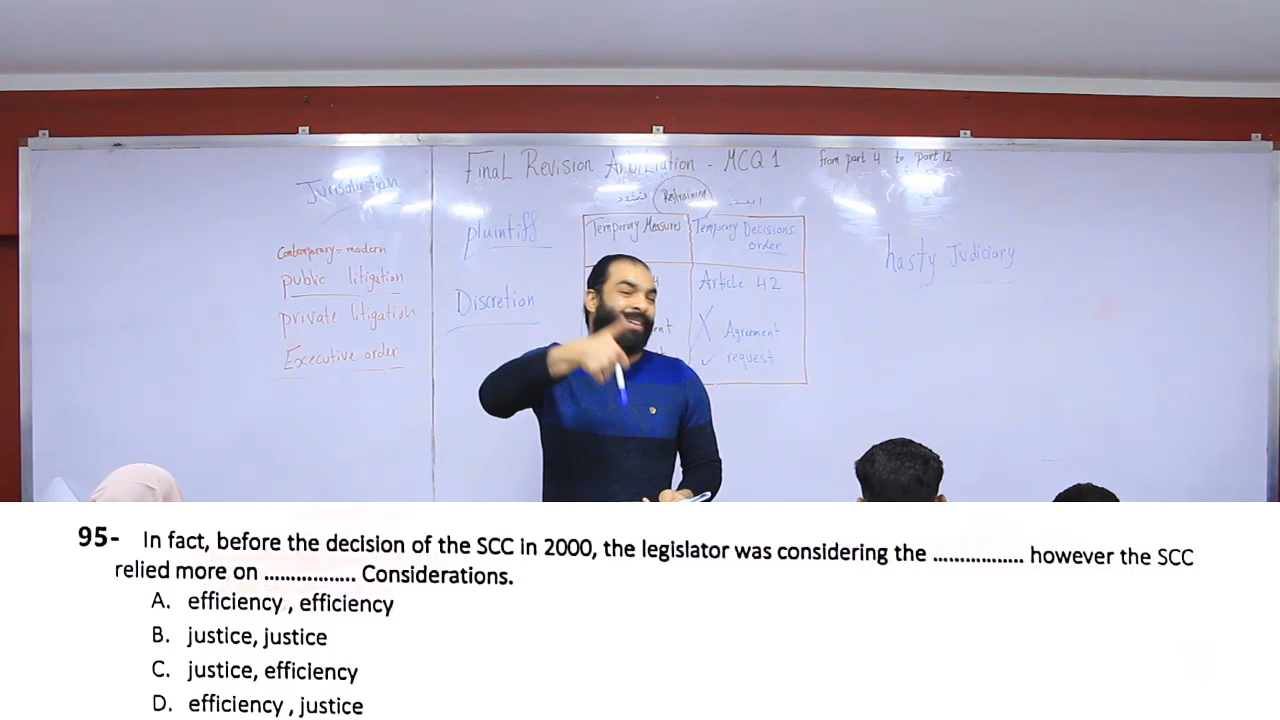 Final Revision Arbitration - MCQ 1
from part 4 to part 12
Jurisdiction
Contemporary = modern
public litigation
private litigation
Excecutive order
plaintiff
Discretion
Restraining
Temporary Measures
Temporary Decisions
order
Article 42
X Agreement
✓ request
hasty Judiciary
95- In fact, before the decision of the SCC in 2000, the legislator was considering the ................. however the SCC
relied more on ................. Considerations.
A. efficiency , efficiency
B. justice, justice
C. justice, efficiency
D. efficiency , justice